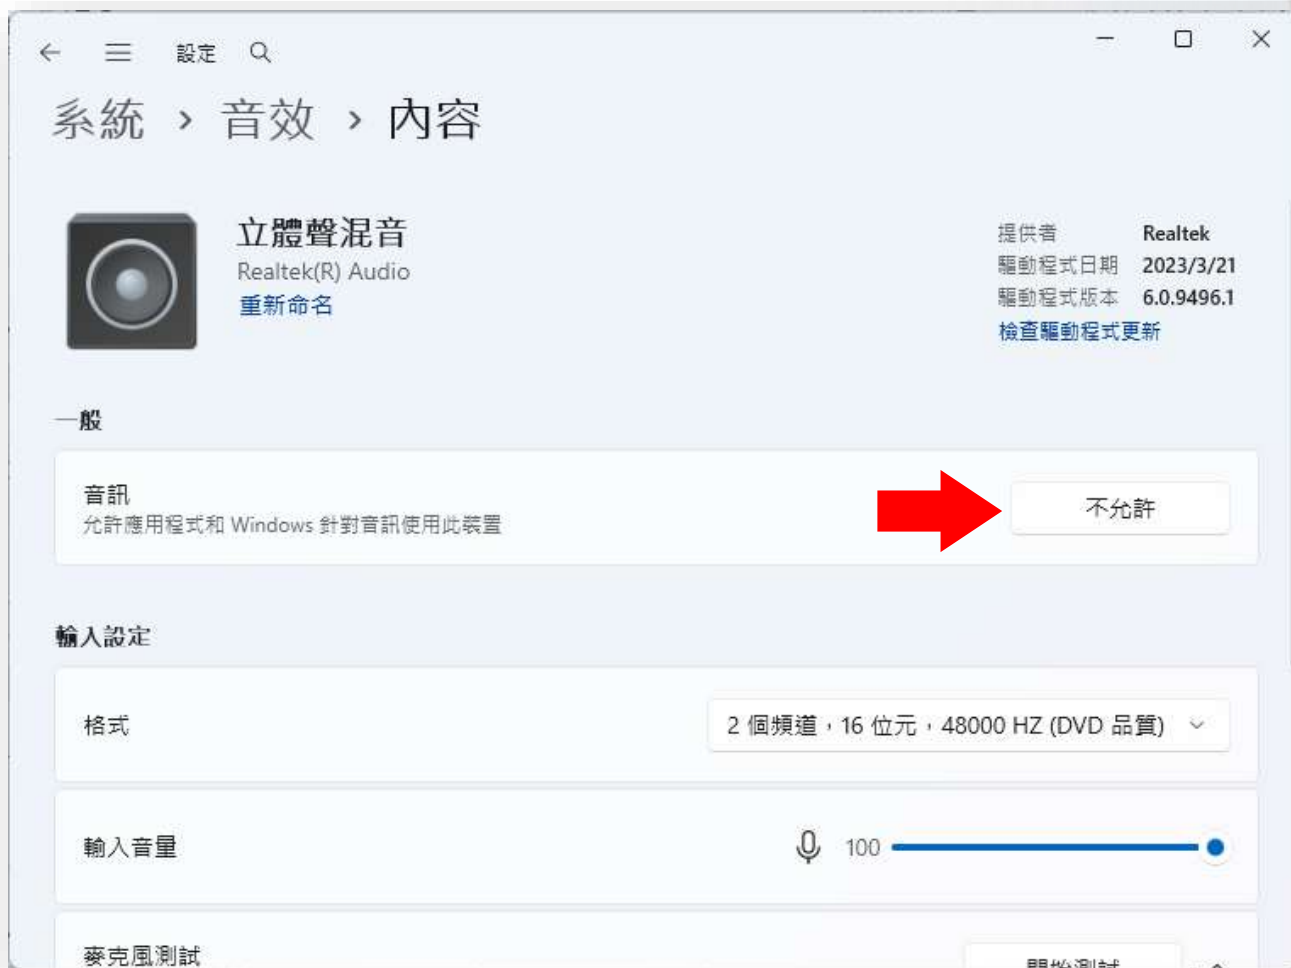 設定
系統 › 音效 › 內容
立體聲混音
Realtek(R) Audio
重新命名
提供者 Realtek
驅動程式日期 2023/3/21
驅動程式版本 6.0.9496.1
檢查驅動程式更新
一般
音訊
允許應用程式和 Windows 針對音訊使用此裝置
不允許
輸入設定
格式
2 個頻道，16 位元，48000 HZ (DVD 品質)
輸入音量
100
麥克風測試
開始測試